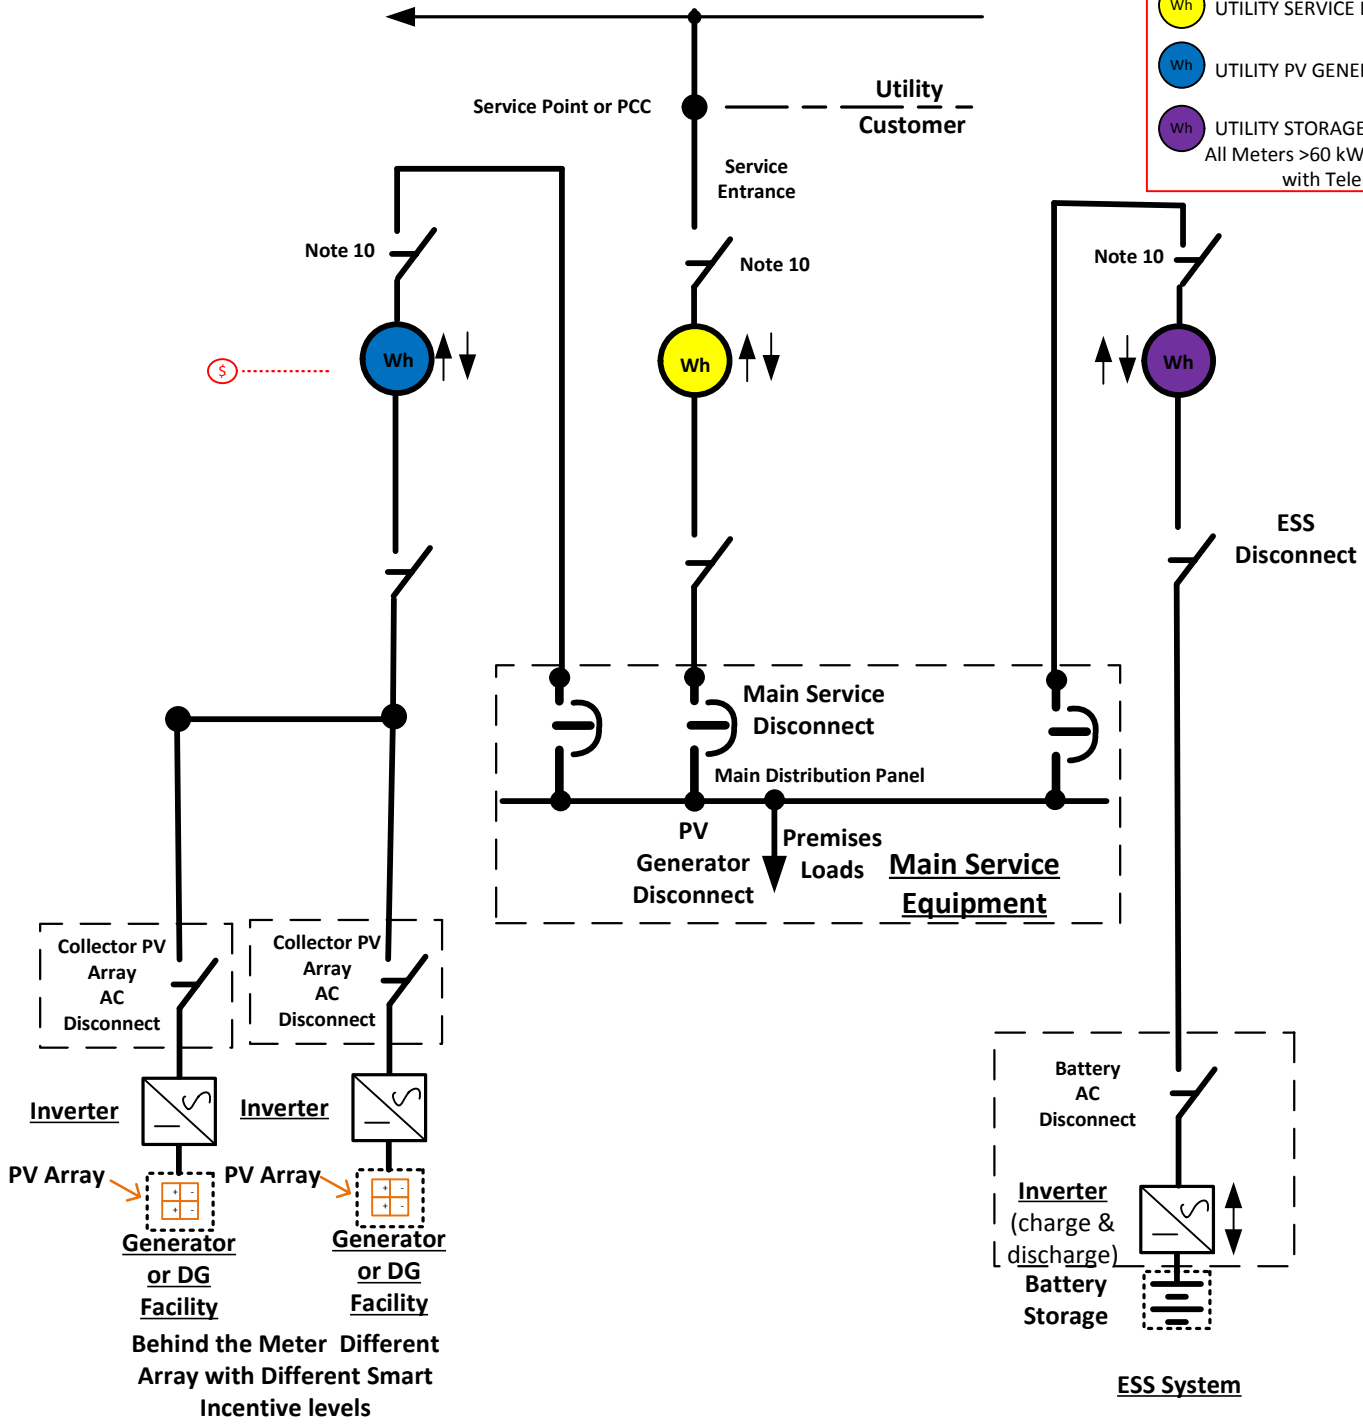 Wh UTILITY SERVICE
Wh UTILITY PV
Wh UTILITY STORAGE
All Meters >60 kW
with
Service Point or PCC
Utility
Customer
Service
Entrance
Note 10
Note 10
Note 10
$
Wh
Wh
Wh
ESS
Disconnect
Main Service
Disconnect
Main Distribution Panel
PV
Generator
Disconnect
Premises
Loads
Main Service
Equipment
Collector PV
Array
AC
Disconnect
Collector PV
Array
AC
Disconnect
Inverter
Inverter
PV Array
PV Array
Generator
or DG
Facility
Generator
or DG
Facility
Behind the Meter Different
Array with Different Smart
Incentive levels
Battery
AC
Disconnect
Inverter
(charge &
discharge)
Battery
Storage
ESS System